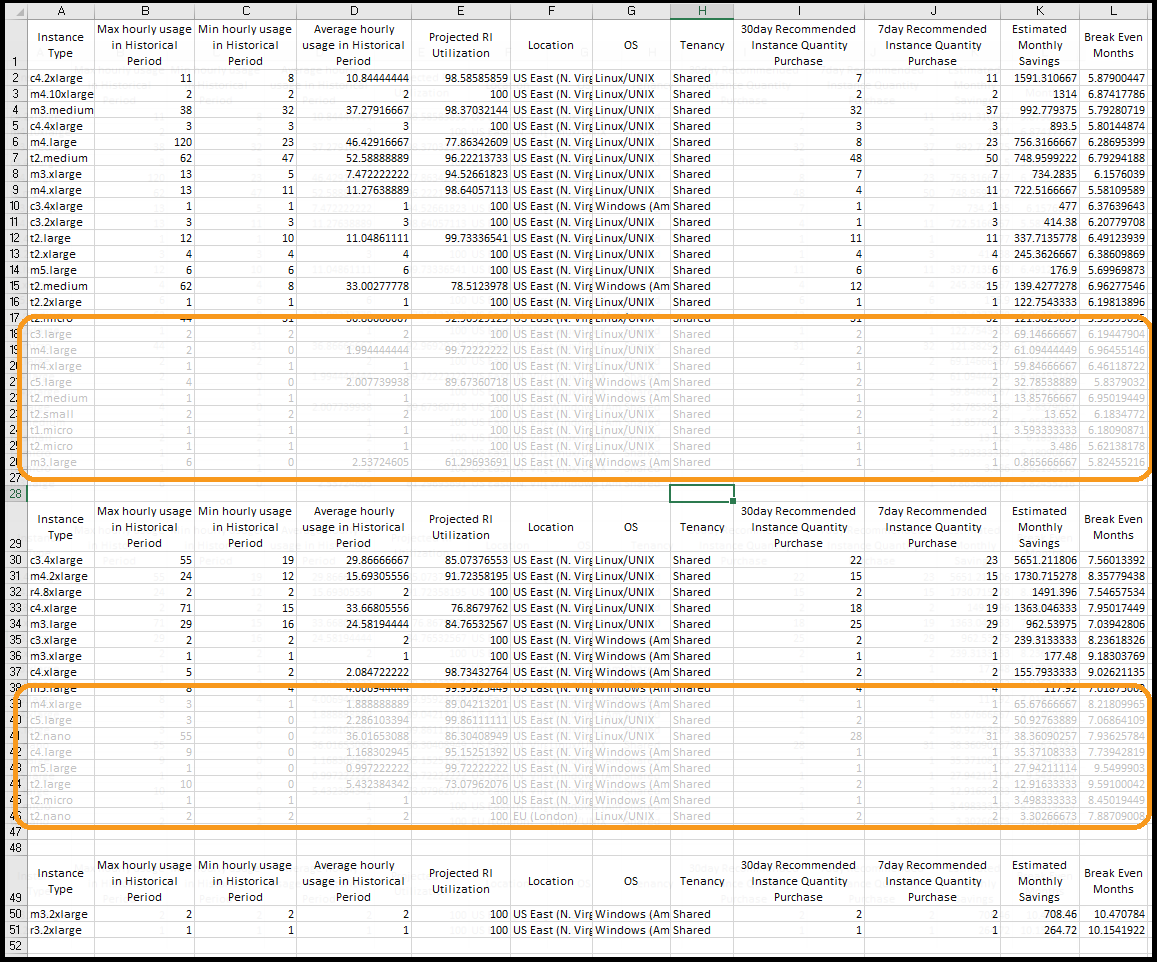 A B C D E F G H I J K L
1 Instance Type Max hourly usage in Historical Period Min hourly usage in Historical Period Average hourly usage in Historical Period Projected RI Utilization Location OS Tenancy 30day Recommended Instance Quantity Purchase 7day Recommended Instance Quantity Purchase Estimated Monthly Savings Break Even Months
2 c4.2xlarge 11 8 10.84444444 98.58585859 US East (N. Virg Linux/UNIX Shared 7 11 1591.310667 5.87900447
3 m4.10xlarge 2 2 2 100 US East (N. Virg Linux/UNIX Shared 2 2 1314 6.87417786
4 m3.medium 38 32 37.27916667 98.37032144 US East (N. Virg Linux/UNIX Shared 32 37 992.779375 5.79280719
5 c4.4xlarge 3 3 3 100 US East (N. Virg Linux/UNIX Shared 3 3 893.5 5.80144874
6 m4.large 120 23 46.42916667 77.86342609 US East (N. Virg Linux/UNIX Shared 8 23 756.3166667 6.28695399
7 t2.medium 62 47 52.58888889 96.22213733 US East (N. Virg Linux/UNIX Shared 48 50 748.9599222 6.79294188
8 m3.xlarge 13 5 7.472222222 94.52661823 US East (N. Virg Linux/UNIX Shared 7 7 734.2835 6.1576039
9 m4.xlarge 13 11 11.27638889 98.64057113 US East (N. Virg Linux/UNIX Shared 4 11 722.5166667 5.58109589
10 c3.4xlarge 1 1 1 100 US East (N. Virg Windows (Am Shared 1 1 477 6.37639643
11 c3.2xlarge 3 3 3 100 US East (N. Virg Linux/UNIX Shared 1 3 414.38 6.20779708
12 t2.large 12 10 11.04861111 99.73336541 US East (N. Virg Linux/UNIX Shared 11 11 337.7135778 6.49123939
13 t2.xlarge 4 4 4 100 US East (N. Virg Linux/UNIX Shared 4 4 245.3626647 6.38609869
14 m5.large 6 6 6 100 US East (N. Virg Linux/UNIX Shared 6 6 176.9 5.69969873
15 t2.medium 62 8 33.00277778 78.5123978 US East (N. Virg Windows (Am Shared 12 15 139.4277278 6.96277546
16 t2.2xlarge 1 1 1 100 US East (N. Virg Linux/UNIX Shared 1 1 122.7543333 6.19813896
17 t2.micro 44 31 US East (N. Virg Linux/UNIX Shared 31 32
18 c3.large 2 2 2 100 US East (N. Virg Linux/UNIX Shared 2 2 69.14666667 6.19447904
19 m4.large 2 0 1.994444444 99.72222222 US East (N. Virg Linux/UNIX Shared 2 2 61.09444449 6.96455146
m4.xlarge 1 1 1 100 US East (N. Virg Linux/UNIX Shared 1 1 59.84666667 6.46118722
c5.large 4 0 2.007739938 89.67360718 US East (N. Virg Windows (Am Shared 2 2 32.78538889 5.8379032
t2.medium 1 1 1 100 US East (N. Virg Windows (Am Shared 1 1 13.85766667 6.95019449
t2.small 2 2 2 100 US East (N. Virg Linux/UNIX Shared 2 2 13.652 6.1834772
t1.micro 1 1 1 100 US East (N. Virg Linux/UNIX Shared 1 1 3.593333333 6.18090871
t2.micro 1 1 1 100 US East (N. Virg Linux/UNIX Shared 1 1 3.486 5.62138178
m3.large 6 0 2.53724605 61.29693691 US East (N. Virg Windows (Am Shared 1 1 0.865666667 5.82455216
27
28
29 Instance Type Max hourly usage in Historical Period Min hourly usage in Historical Period Average hourly usage in Historical Period Projected RI Utilization Location OS Tenancy 30day Recommended Instance Quantity Purchase 7day Recommended Instance Quantity Purchase Estimated Monthly Savings Break Even Months
30 c3.4xlarge 55 19 29.86666667 85.07376553 US East (N. Virg Linux/UNIX Shared 22 23 5651.211806 7.56013392
31 m4.2xlarge 24 12 15.69305556 91.72358195 US East (N. Virg Linux/UNIX Shared 15 15 1730.715278 8.35779438
32 r4.8xlarge 2 2 2 100 US East (N. Virg Linux/UNIX Shared 2 2 1491.396 7.54657534
33 c4.xlarge 71 15 33.66805556 76.8679762 US East (N. Virg Linux/UNIX Shared 18 19 1363.046333 7.95017449
34 m3.large 29 16 24.58194444 84.76532567 US East (N. Virg Linux/UNIX Shared 25 29 962.53975 7.03942806
35 c3.xlarge 2 2 2 100 US East (N. Virg Windows (Am Shared 2 2 239.3133333 8.23618326
36 m3.xlarge 1 1 1 100 US East (N. Virg Windows (Am Shared 1 1 177.48 9.18303769
37 c4.xlarge 5 2 2.084722222 98.73432764 US East (N. Virg Windows (Am Shared 2 2 155.7933333 9.02621135
38 m5.large 8 4 4.006944444 US East (N. Virg Windows (Am Shared 4 4 117.92
m4.xlarge 3 1 1.888888889 89.04213201 US East (N. Virg Windows (Am Shared 1 1 65.67666667 8.21809965
c5.large 3 0 2.286103394 99.86111111 US East (N. Virg Linux/UNIX Shared 2 2 50.92763889 7.06864109
t2.nano 55 0 36.01653088 86.30408949 US East (N. Virg Linux/UNIX Shared 28 31 38.36090257 7.93625784
c4.large 9 0 1.168302945 95.15251392 US East (N. Virg Windows (Am Shared 1 1 35.37108333 7.73942819
m5.large 1 0 0.997222222 99.72222222 US East (N. Virg Windows (Am Shared 1 1 27.94211114 9.5499903
t2.large 10 0 5.432384342 73.07962076 US East (N. Virg Windows (Am Shared 2 2 12.91633333 9.59100042
t2.micro 1 1 1 100 US East (N. Virg Windows (Am Shared 1 1 3.498333333 8.45019449
t2.nano 2 2 2 100 EU (London) Linux/UNIX Shared 2 2 3.30266673 7.88709008
47
48
49 Instance Type Max hourly usage in Historical Period Min hourly usage in Historical Period Average hourly usage in Historical Period Projected RI Utilization Location OS Tenancy 30day Recommended Instance Quantity Purchase 7day Recommended Instance Quantity Purchase Estimated Monthly Savings Break Even Months
50 m3.2xlarge 2 2 2 100 US East (N. Virg Windows (Am Shared 2 2 708.46 10.470784
51 r3.2xlarge 1 1 1 100 US East (N. Virg Windows (Am Shared 1 1 264.72 10.1541922
52